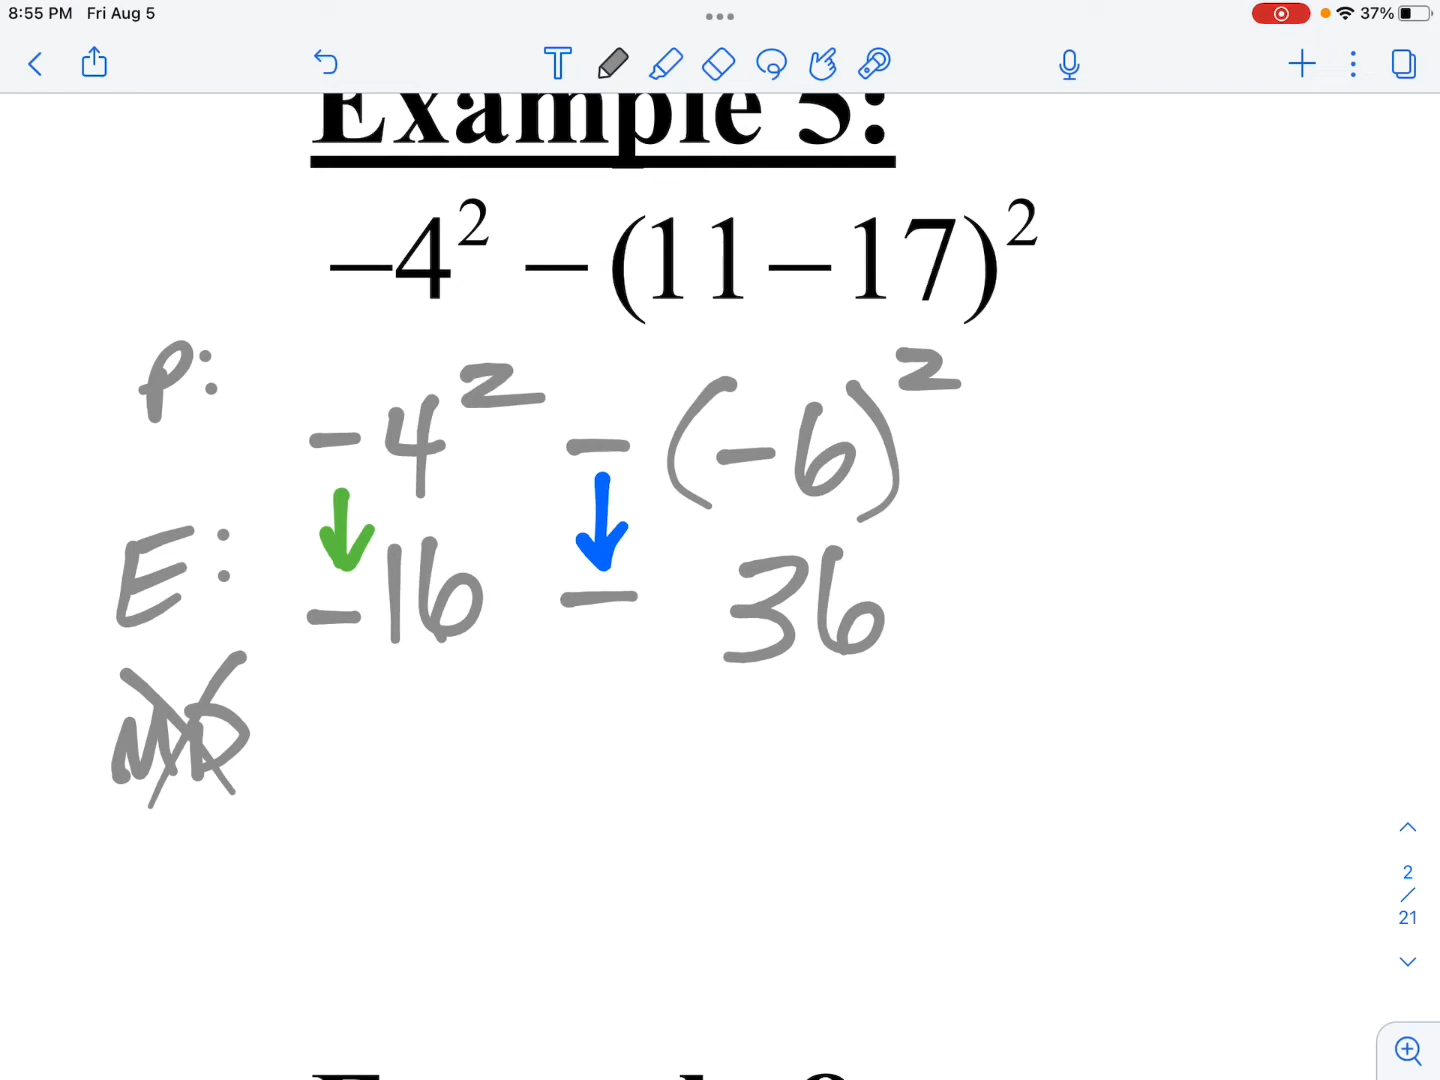 8:55 PM Fri Aug 5
37%
Example 5:
−4² − (11−17)²
P: -4² - (-6)²
E: -16 - 36
MD
2
/
21